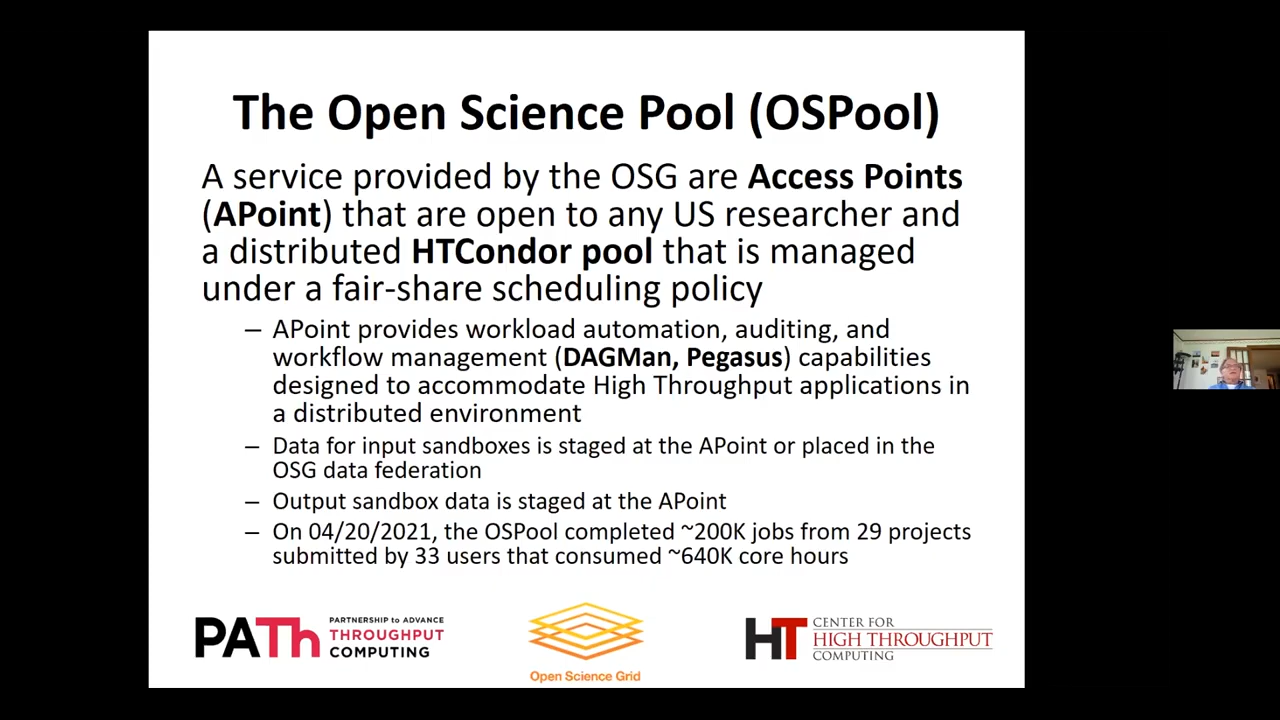 The Open Science Pool (OSPool)
A service provided by the OSG are Access Points
(APoint) that are open to any US researcher and
a distributed HTCondor pool that is managed
under a fair-share scheduling policy
– APoint provides workload automation, auditing, and
workflow management (DAGMan, Pegasus) capabilities
designed to accommodate High Throughput applications in
a distributed environment
– Data for input sandboxes is staged at the APoint or placed in the
OSG data federation
– Output sandbox data is staged at the APoint
– On 04/20/2021, the OSPool completed ~200K jobs from 29 projects
submitted by 33 users that consumed ~640K core hours
PATh
PARTNERSHIP to ADVANCE
THROUGHPUT
COMPUTING
Open Science Grid
HT
CENTER FOR
HIGH THROUGHPUT
COMPUTING